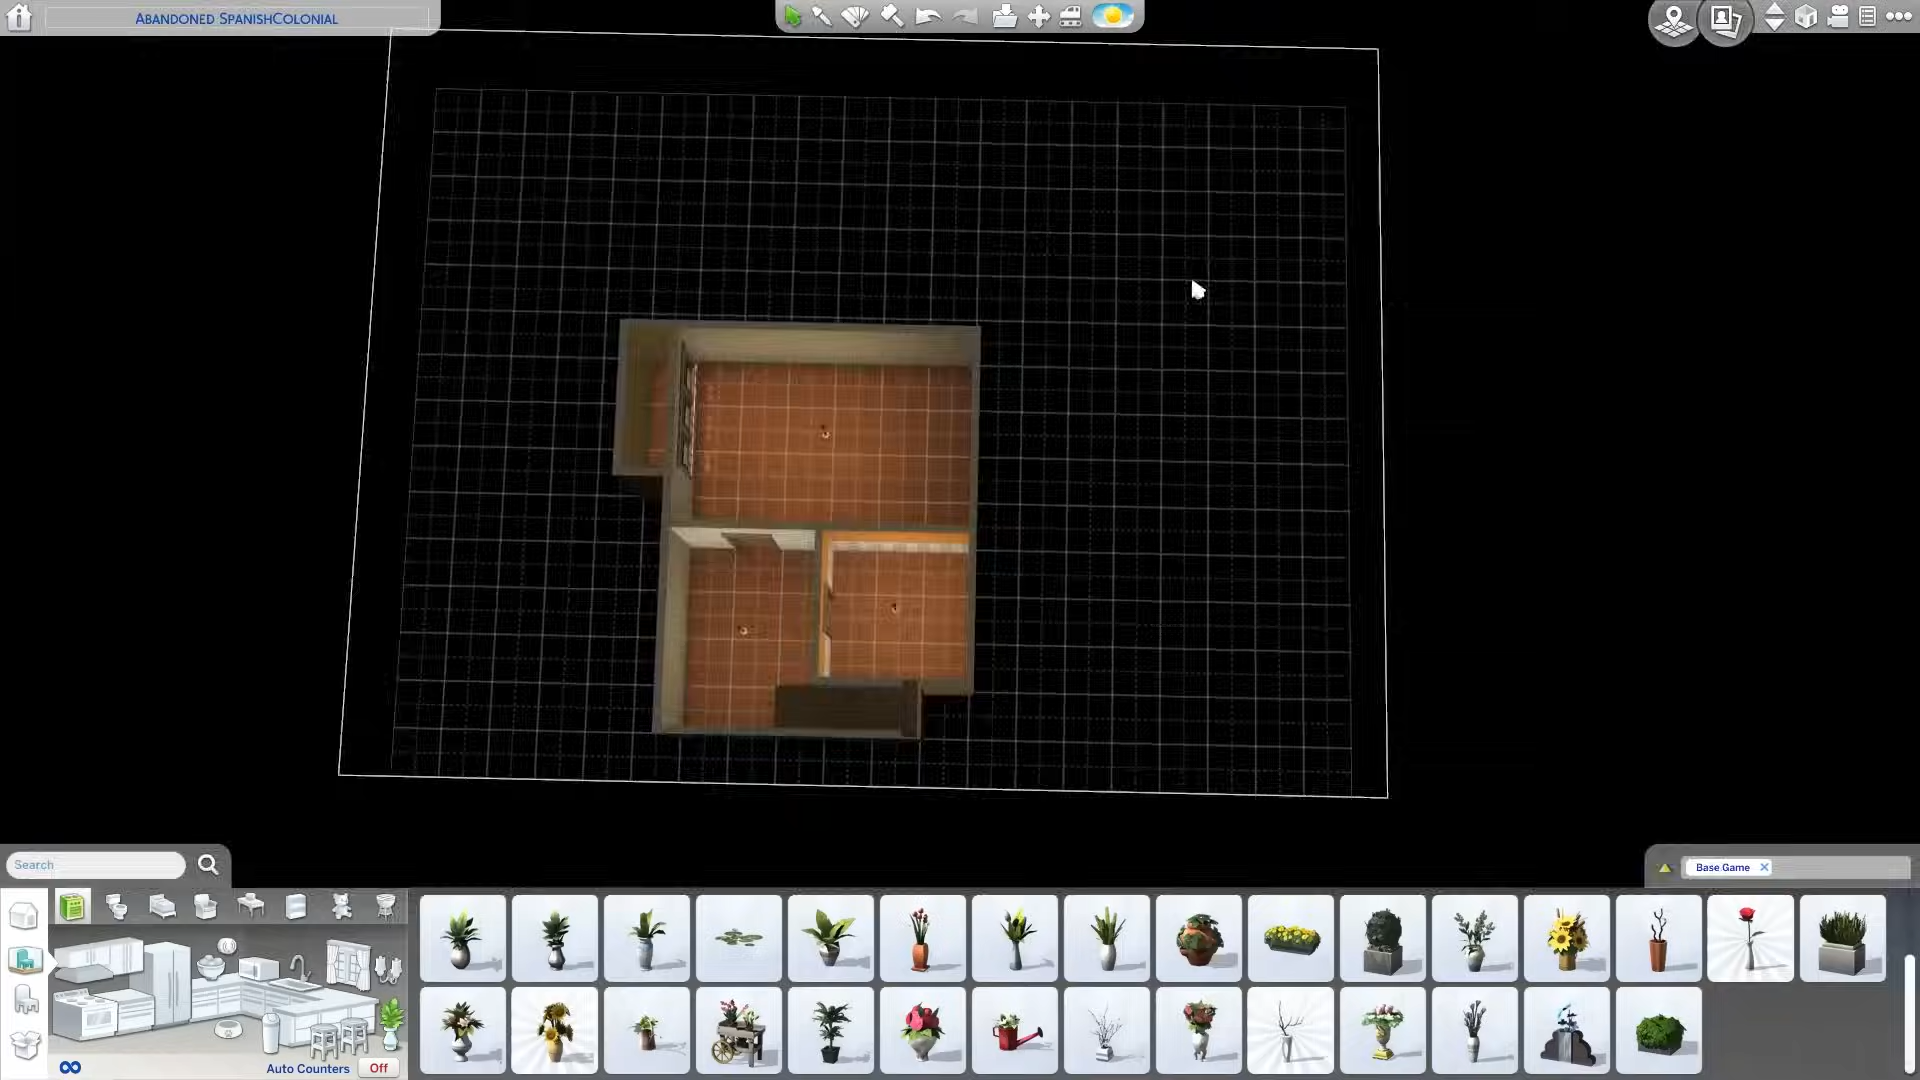 ABANDONED SPANISHCOLONIAL
Search
Base Game
Auto Counters
Off